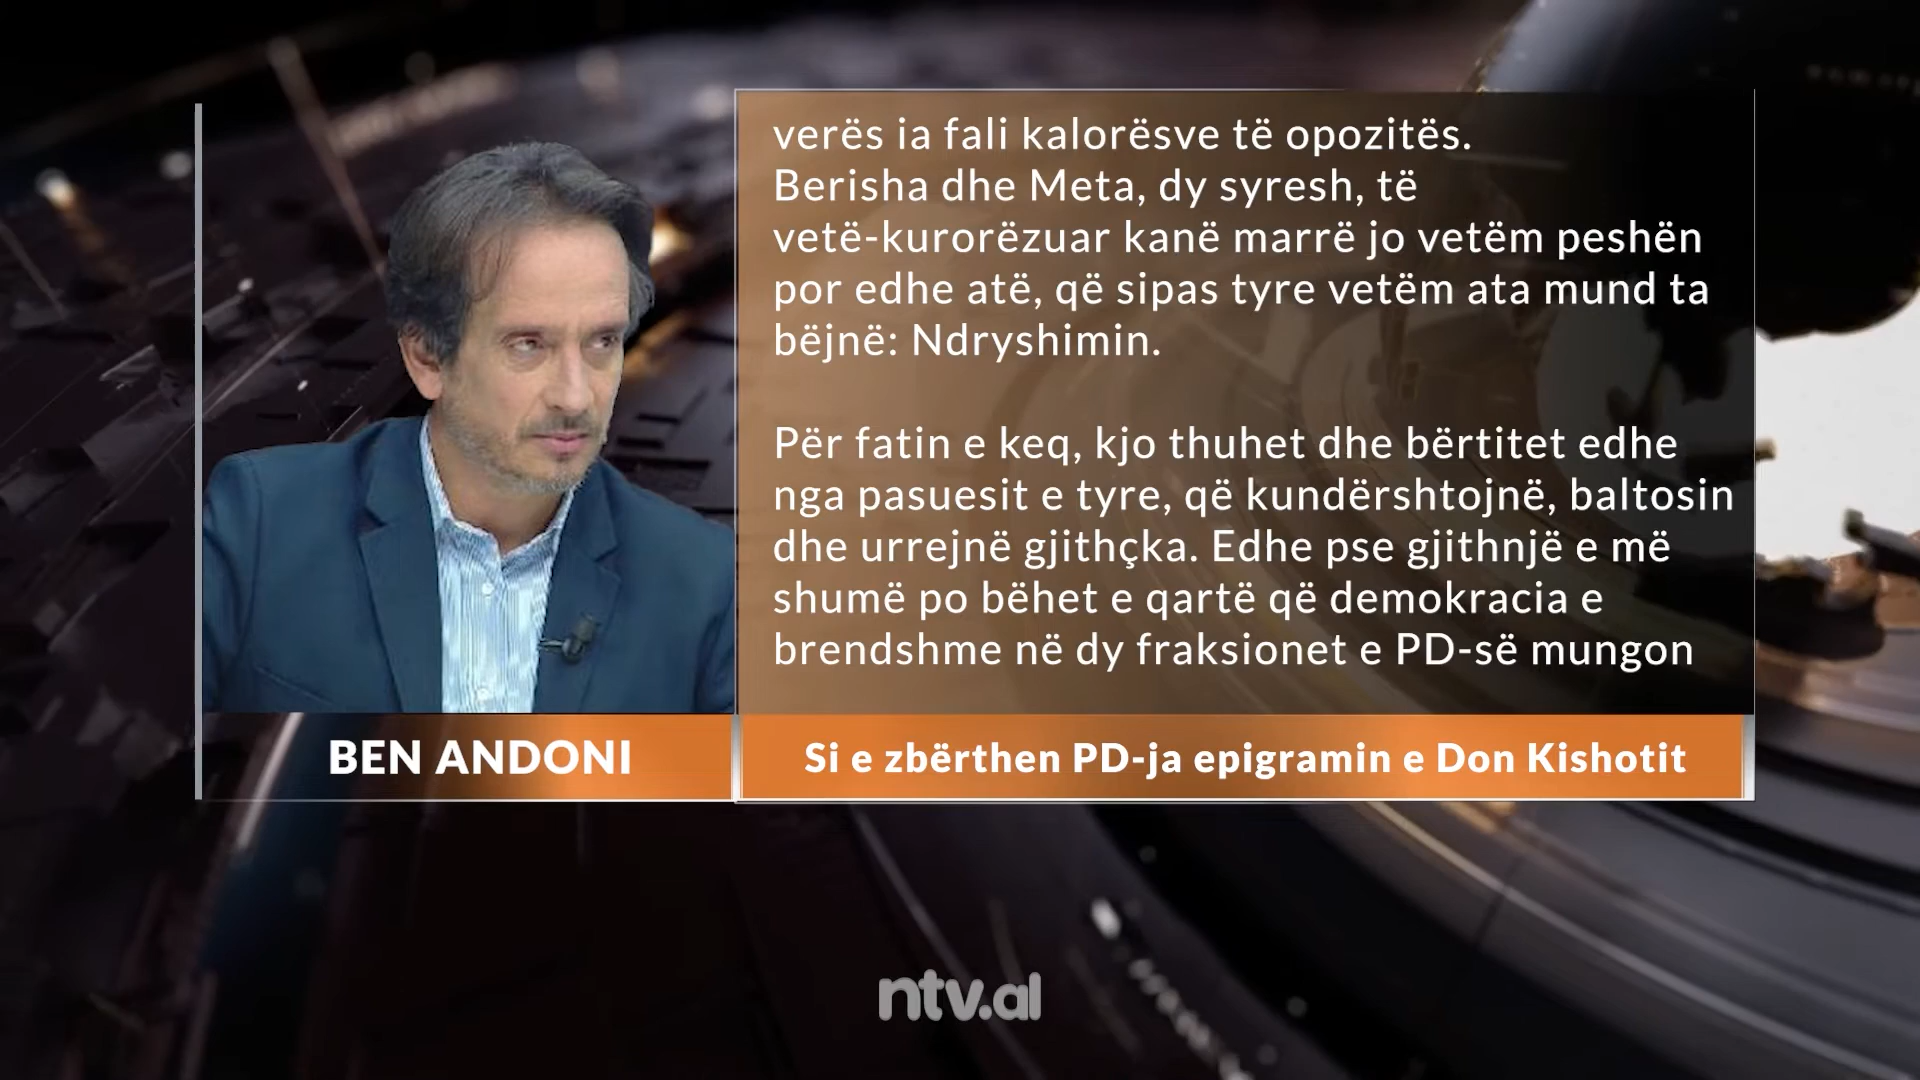 verës ia fali kalorësve të opozitës.
Berisha dhe Meta, dy syresh, të
vetë-kurorëzuar kanë marrë jo vetëm peshën
por edhe atë, që sipas tyre vetëm ata mund ta
bëjnë: Ndryshimin.
Për fatin e keq, kjo thuhet dhe bërtitet edhe
nga pasuesit e tyre, që kundërshtojnë, baltosin
dhe urrejnë gjithçka. Edhe pse gjithnjë e më
shumë po bëhet e qartë që demokracia e
brendshme në dy fraksionet e PD-së mungon
BEN ANDONI
Si e zbërthen PD-ja epigramin e Don Kishotit
ntv.al